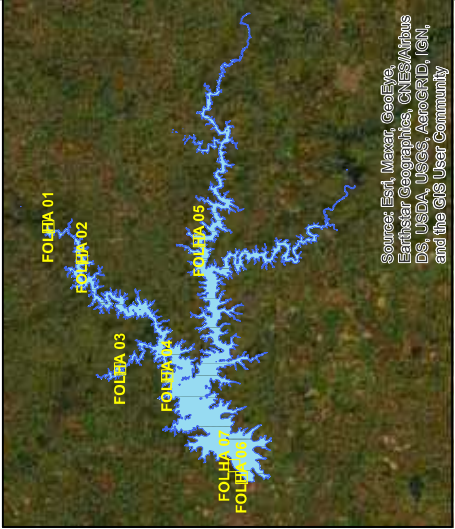 FOLHA 01
FOLHA 02
FOLHA 03
FOLHA 04
FOLHA 05
FOLHA 07
FOLHA 06
Source: Esri, Maxar, GeoEye,
Earthstar Geographics, CNES/Airbus
DS, USDA, USGS, AeroGRID, IGN,
and the GIS User Community